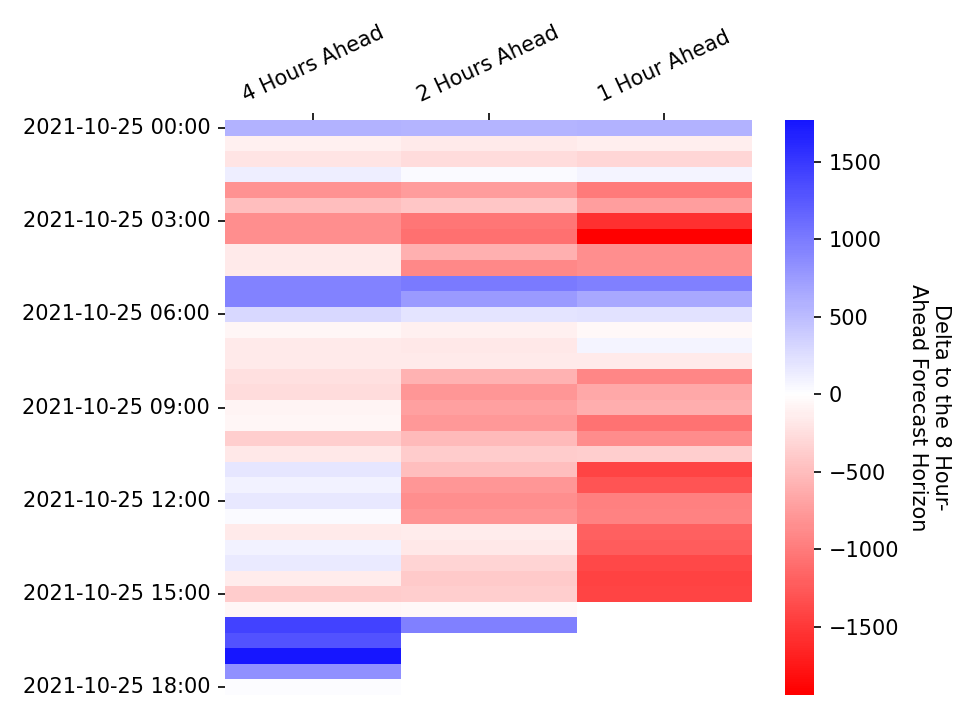 4 Hours Ahead
2 Hours Ahead
1 Hour Ahead
2021-10-25 00:00
2021-10-25 03:00
2021-10-25 06:00
2021-10-25 09:00
2021-10-25 12:00
2021-10-25 15:00
2021-10-25 18:00
1500
1000
500
0
−500
−1000
−1500
Delta to the 8 Hour-
Ahead Forecast Horizon